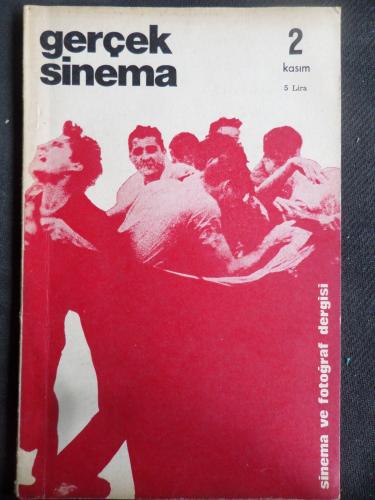 gerçek
sinema
2
kasım
5 Lira
sinema ve fotoğraf dergisi